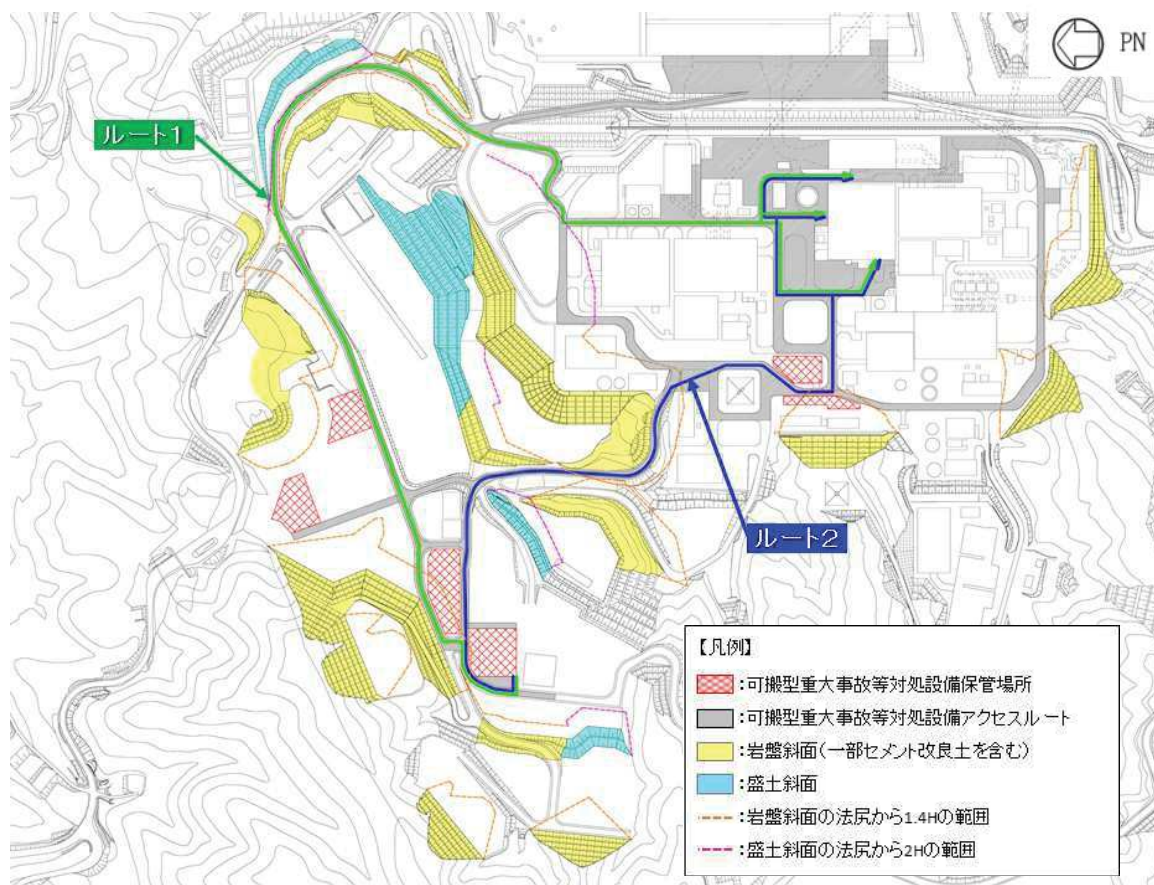 PN
ルート1
ルート2
【凡例】
:可搬型重大事故等対処設備保管場所
:可搬型重大事故等対処設備アクセスルート
:岩盤斜面(一部セメント改良土を含む)
:盛土斜面
:岩盤斜面の法尻から1.4Hの範囲
:盛土斜面の法尻から2Hの範囲